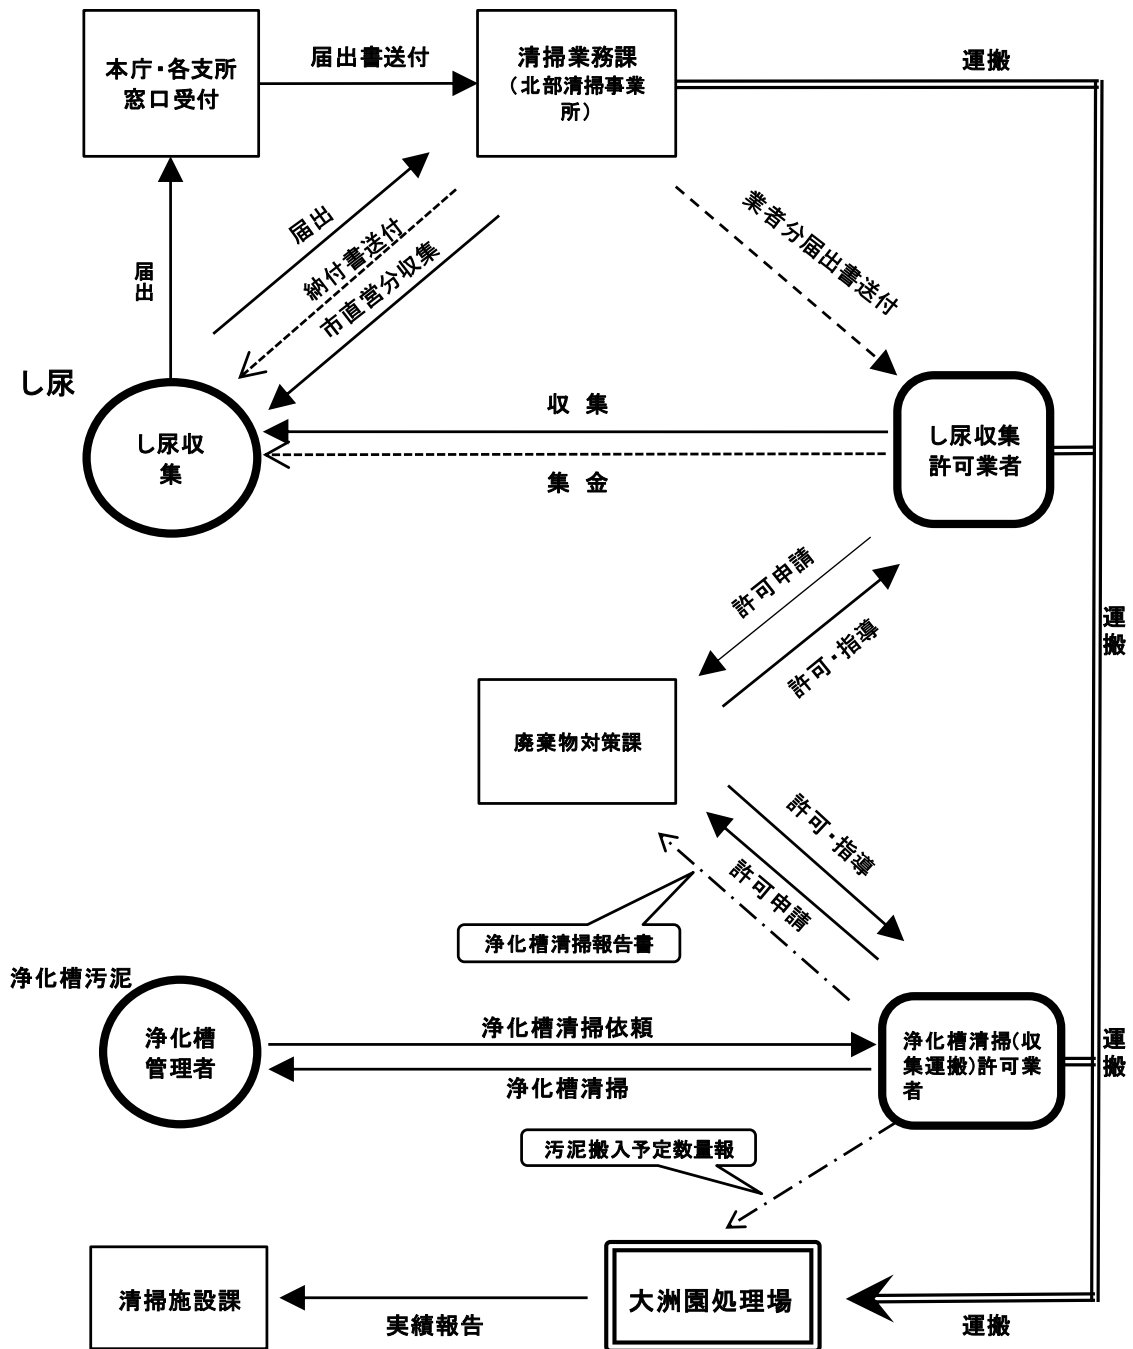 本庁・各支所
窓口受付
届出書送付
清掃業務課
（北部清掃事業
所）
運搬
届出
届出
納付書送付
市直営分収集
業者分届出書送付
し尿
し尿収
集
収 集
集 金
し尿収集
許可業者
許可申請
許可・指導
運
搬
廃棄物対策課
許可・指導
許可申請
浄化槽清掃報告書
浄化槽汚泥
浄化槽
管理者
浄化槽清掃依頼
浄化槽清掃
浄化槽清掃（収
集運搬）許可業
者
運
搬
汚泥搬入予定数量報
清掃施設課
実績報告
大洲園処理場
運搬